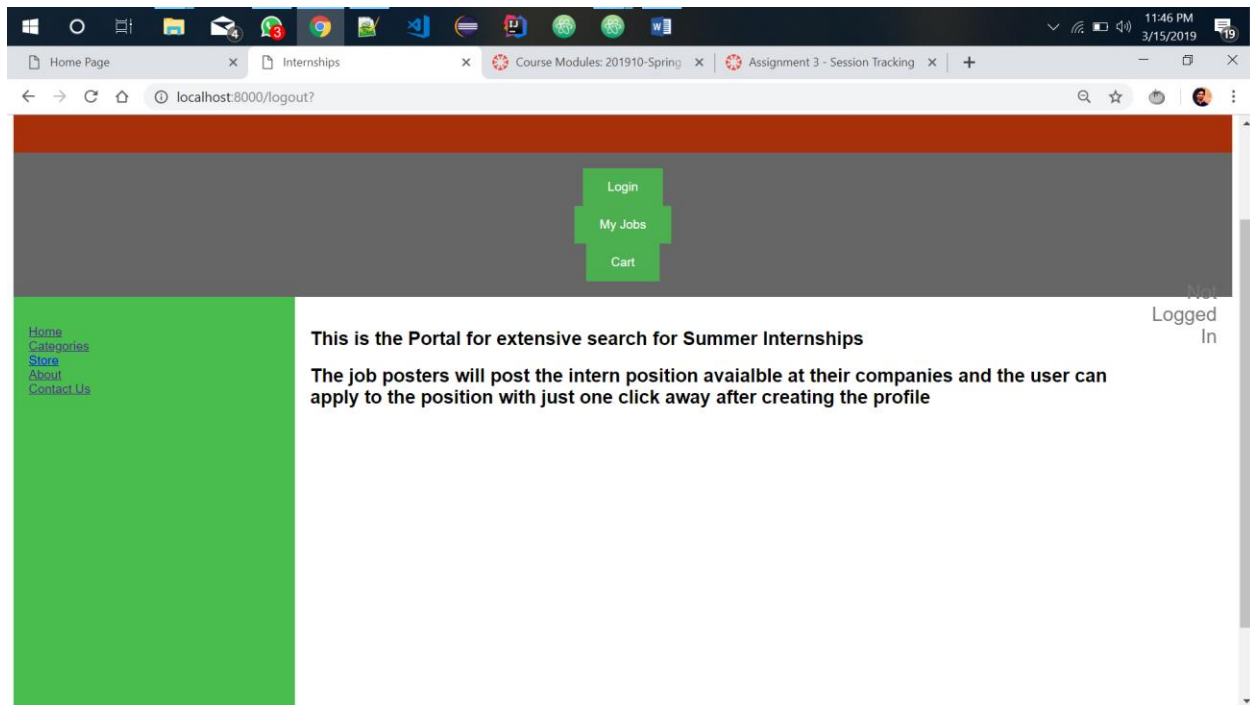 4
3
11:46 PM
3/15/2019
19
Home Page
Internships
Course Modules: 201910-Spring
Assignment 3 - Session Tracking
localhost:8000/logout?
Login
My Jobs
Cart
Not
Logged
In
Home
Categories
Store
About
Contact Us
This is the Portal for extensive search for Summer Internships
The job posters will post the intern position avaialble at their companies and the user can
apply to the position with just one click away after creating the profile